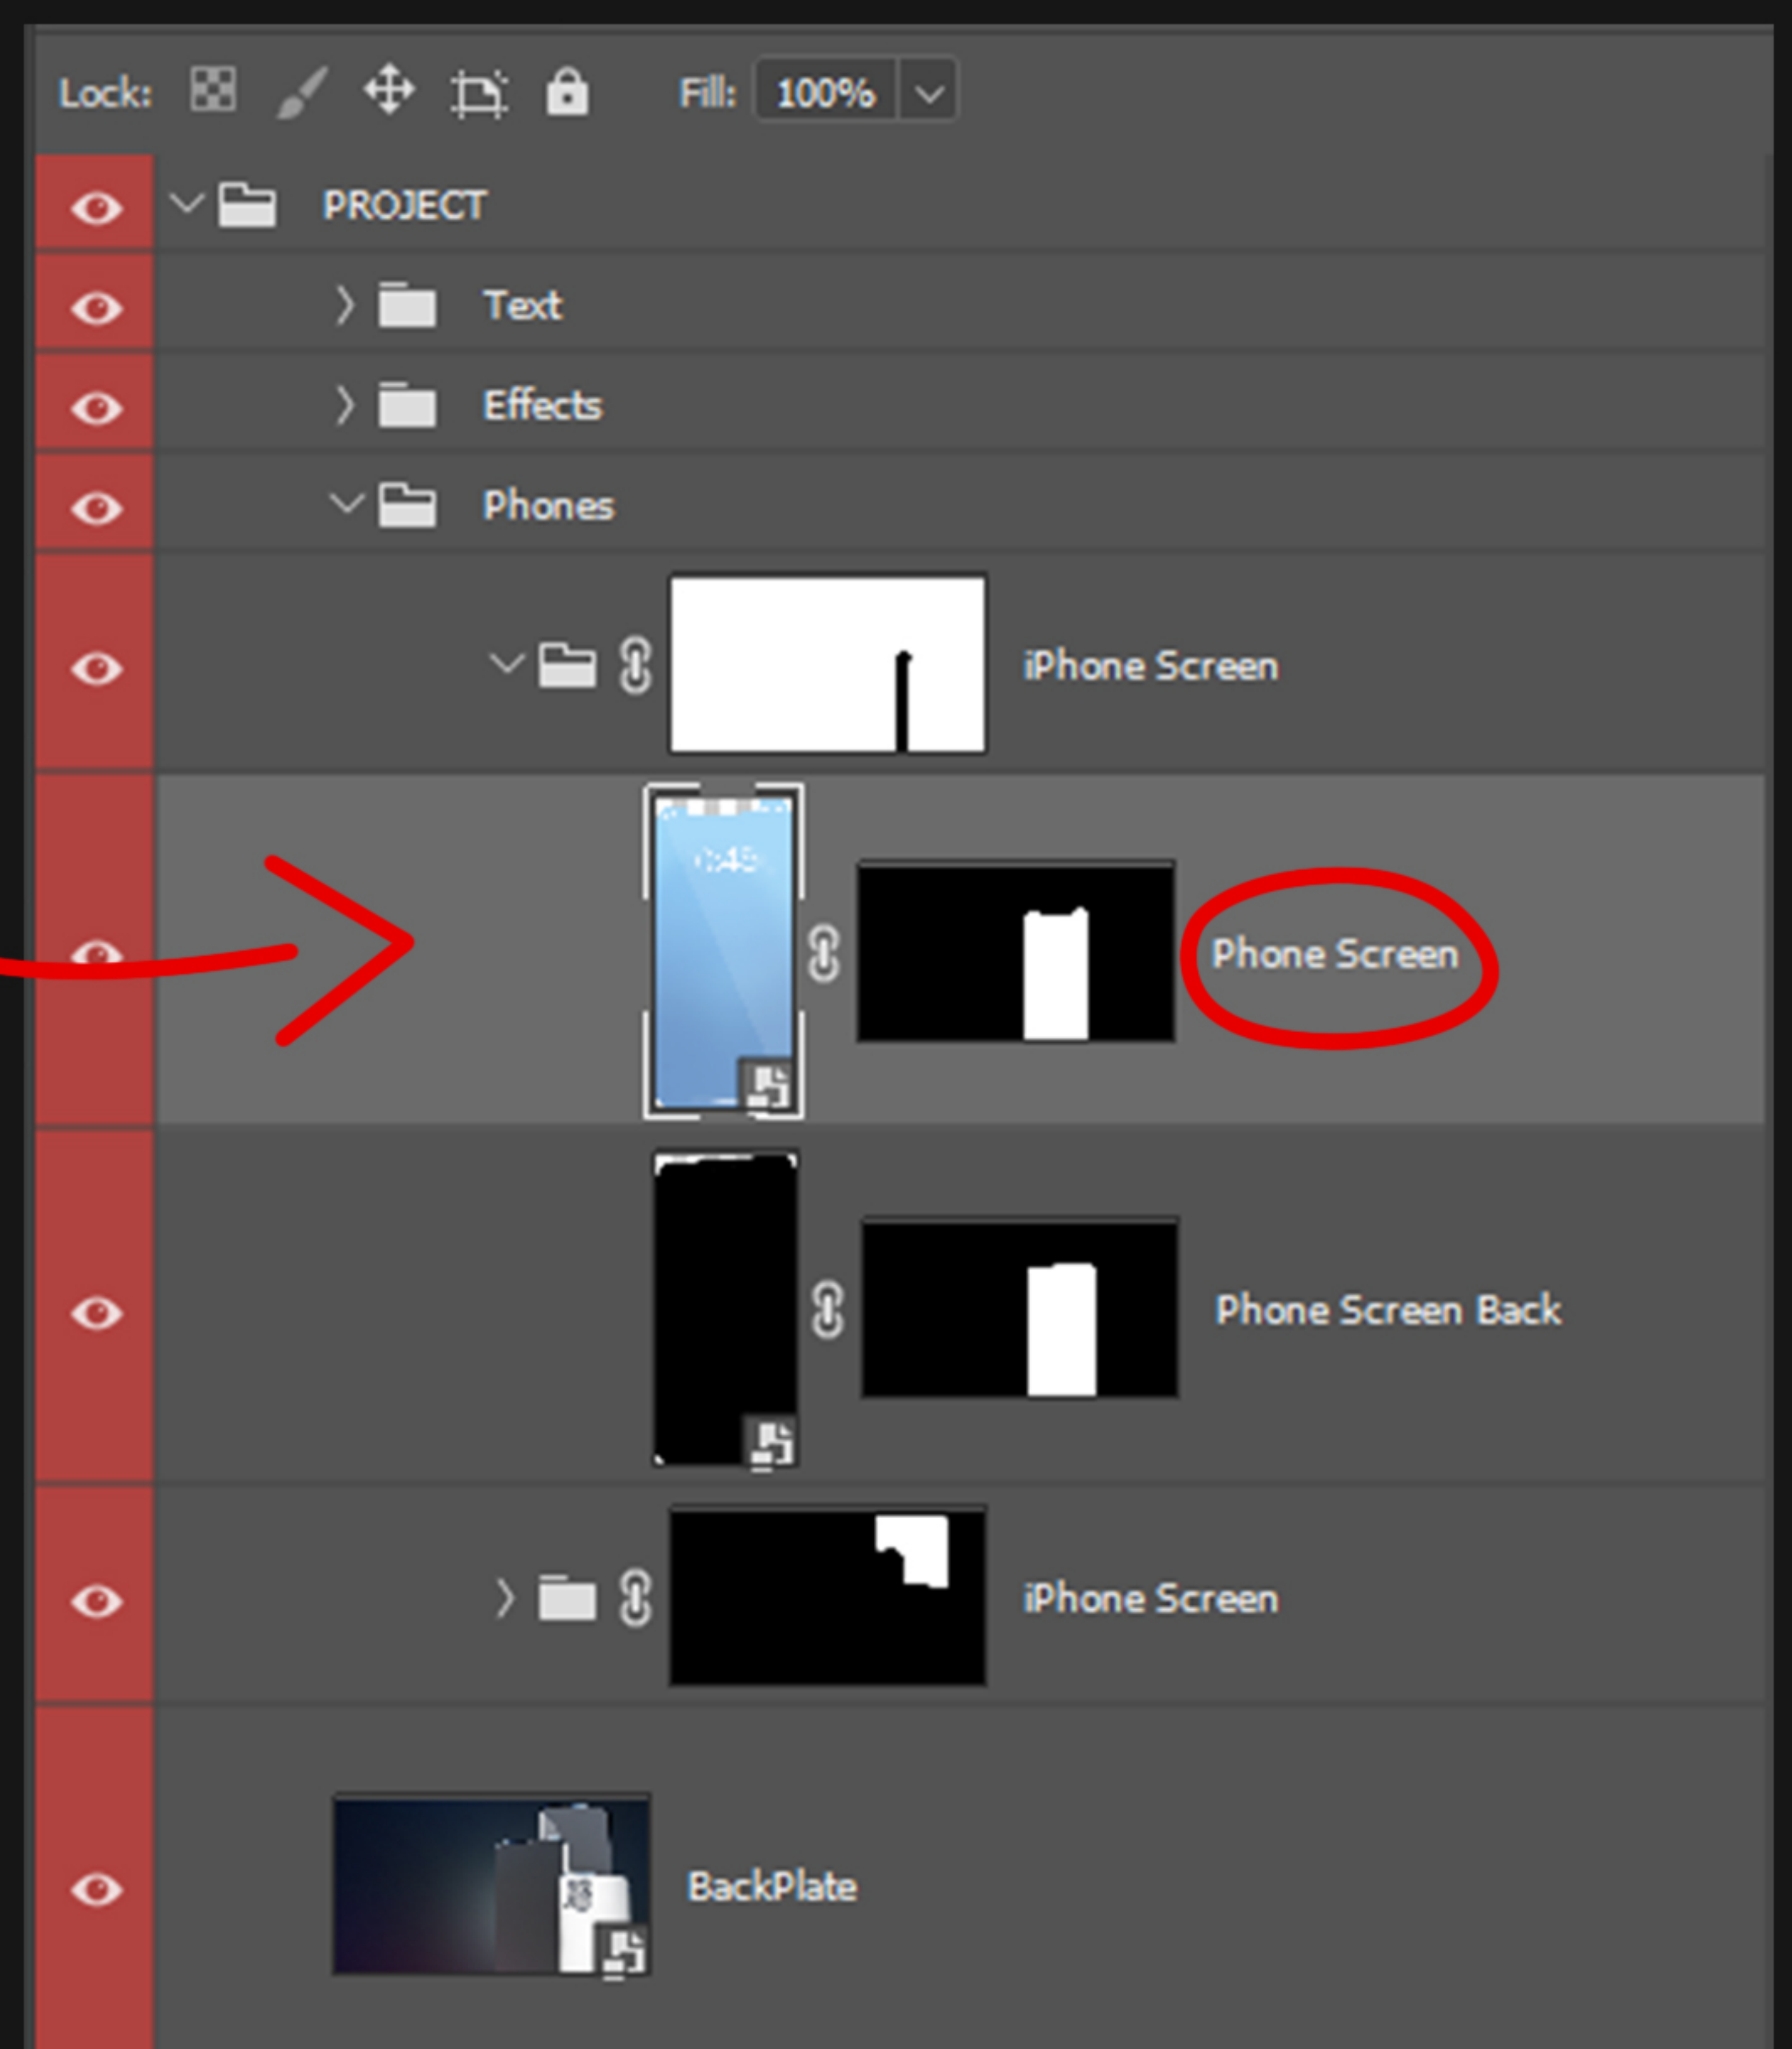 Lock: Fill: 100%
PROJECT
Text
Effects
Phones
iPhone Screen
Phone Screen
Phone Screen Back
iPhone Screen
BackPlate